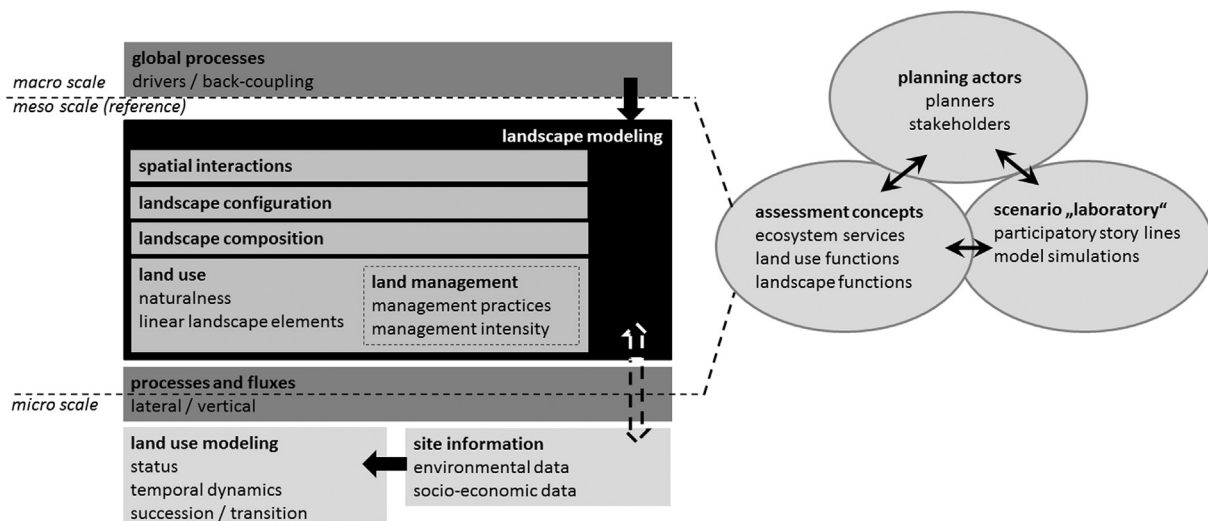 global processes
drivers / back-coupling
macro scale
meso scale (reference)
landscape modeling
spatial interactions
landscape configuration
landscape composition
land use
naturalness
linear landscape elements
land management
management practices
management intensity
processes and fluxes
lateral / vertical
micro scale
land use modeling
status
temporal dynamics
succession / transition
site information
environmental data
socio-economic data
planning actors
planners
stakeholders
assessment concepts
ecosystem services
land use functions
landscape functions
scenario „laboratory“
participatory story lines
model simulations